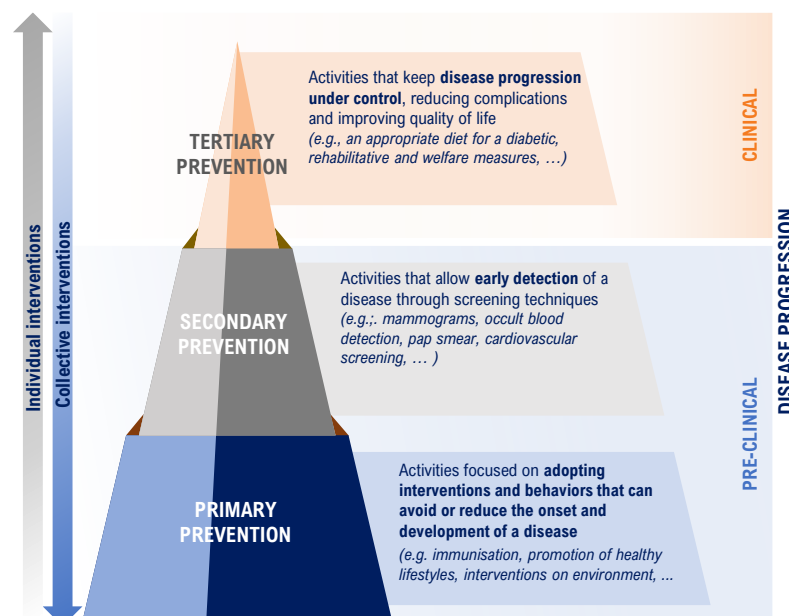 Activities that keep disease progression
under control, reducing complications
and improving quality of life
(e.g., an appropriate diet for a diabetic,
rehabilitative and welfare measures, …)
TERTIARY
PREVENTION
CLINICAL
Individual interventions
Collective interventions
DISEASE PROGRESSION
Activities that allow early detection of a
disease through screening techniques
(e.g.;. mammograms, occult blood
detection, pap smear, cardiovascular
screening, … )
SECONDARY
PREVENTION
PRE-CLINICAL
Activities focused on adopting
interventions and behaviors that can
avoid or reduce the onset and
development of a disease
(e.g. immunisation, promotion of healthy
lifestyles, interventions on environment, ...
PRIMARY
PREVENTION